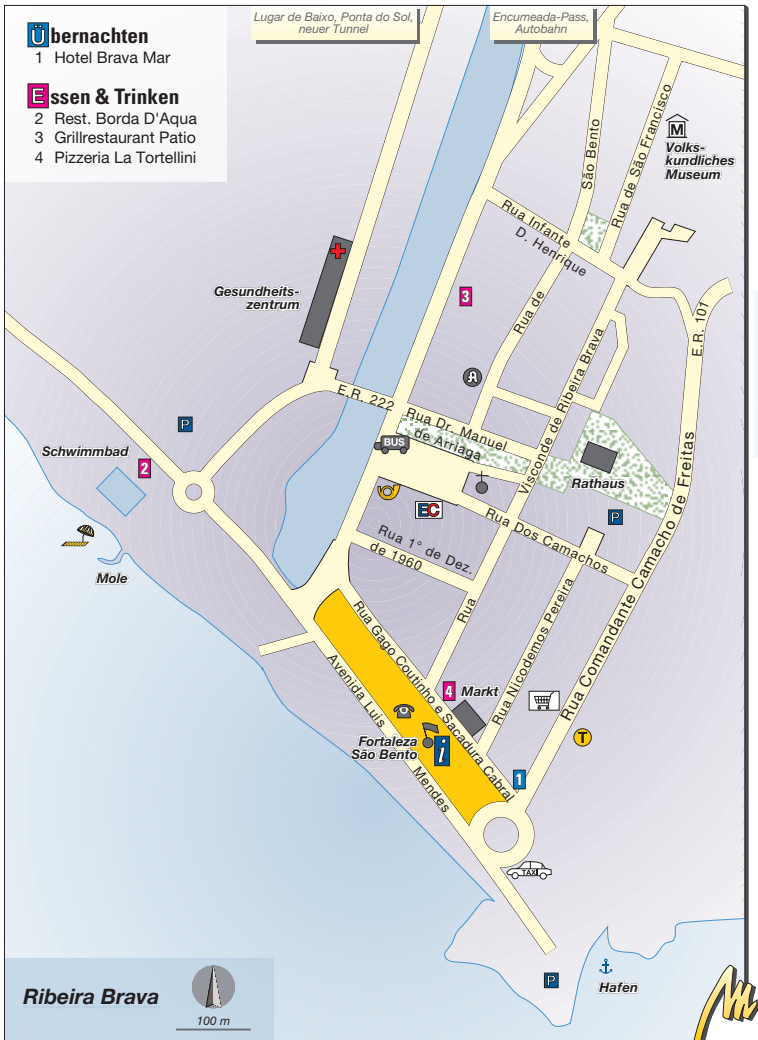 Übernachten
1 Hotel Brava Mar
Essen & Trinken
2 Rest. Borda D'Aqua
3 Grillrestaurant Patio
4 Pizzeria La Tortellini
Lugar de Baixo, Ponta do Sol,
neuer Tunnel
Encumeada-Pass,
Autobahn
São Bento
Rua de São Francisco
M
Volks-
kundliches
Museum
Rua Infante
D. Henrique
Gesundheits-
zentrum
3
Rua de
E.R. 101
A
Visconde de Ribeira Brava
E.R. 222
Rua Dr. Manuel
de Arriaga
P
BUS
Schwimmbad
2
Rathaus
EC
P
Rua Dos Camachos
Rua 1° de Dez.
de 1960
Mole
Rua
Rua Comandante Camacho de Freitas
Rua Nicodemos Pereira
Rua Gago Coutinho e Sacadura Cabral
Avenida Luís
Mendes
4
Markt
T
Fortaleza
São Bento
i
1
TAXI
P
Hafen
Ribeira Brava
100 m